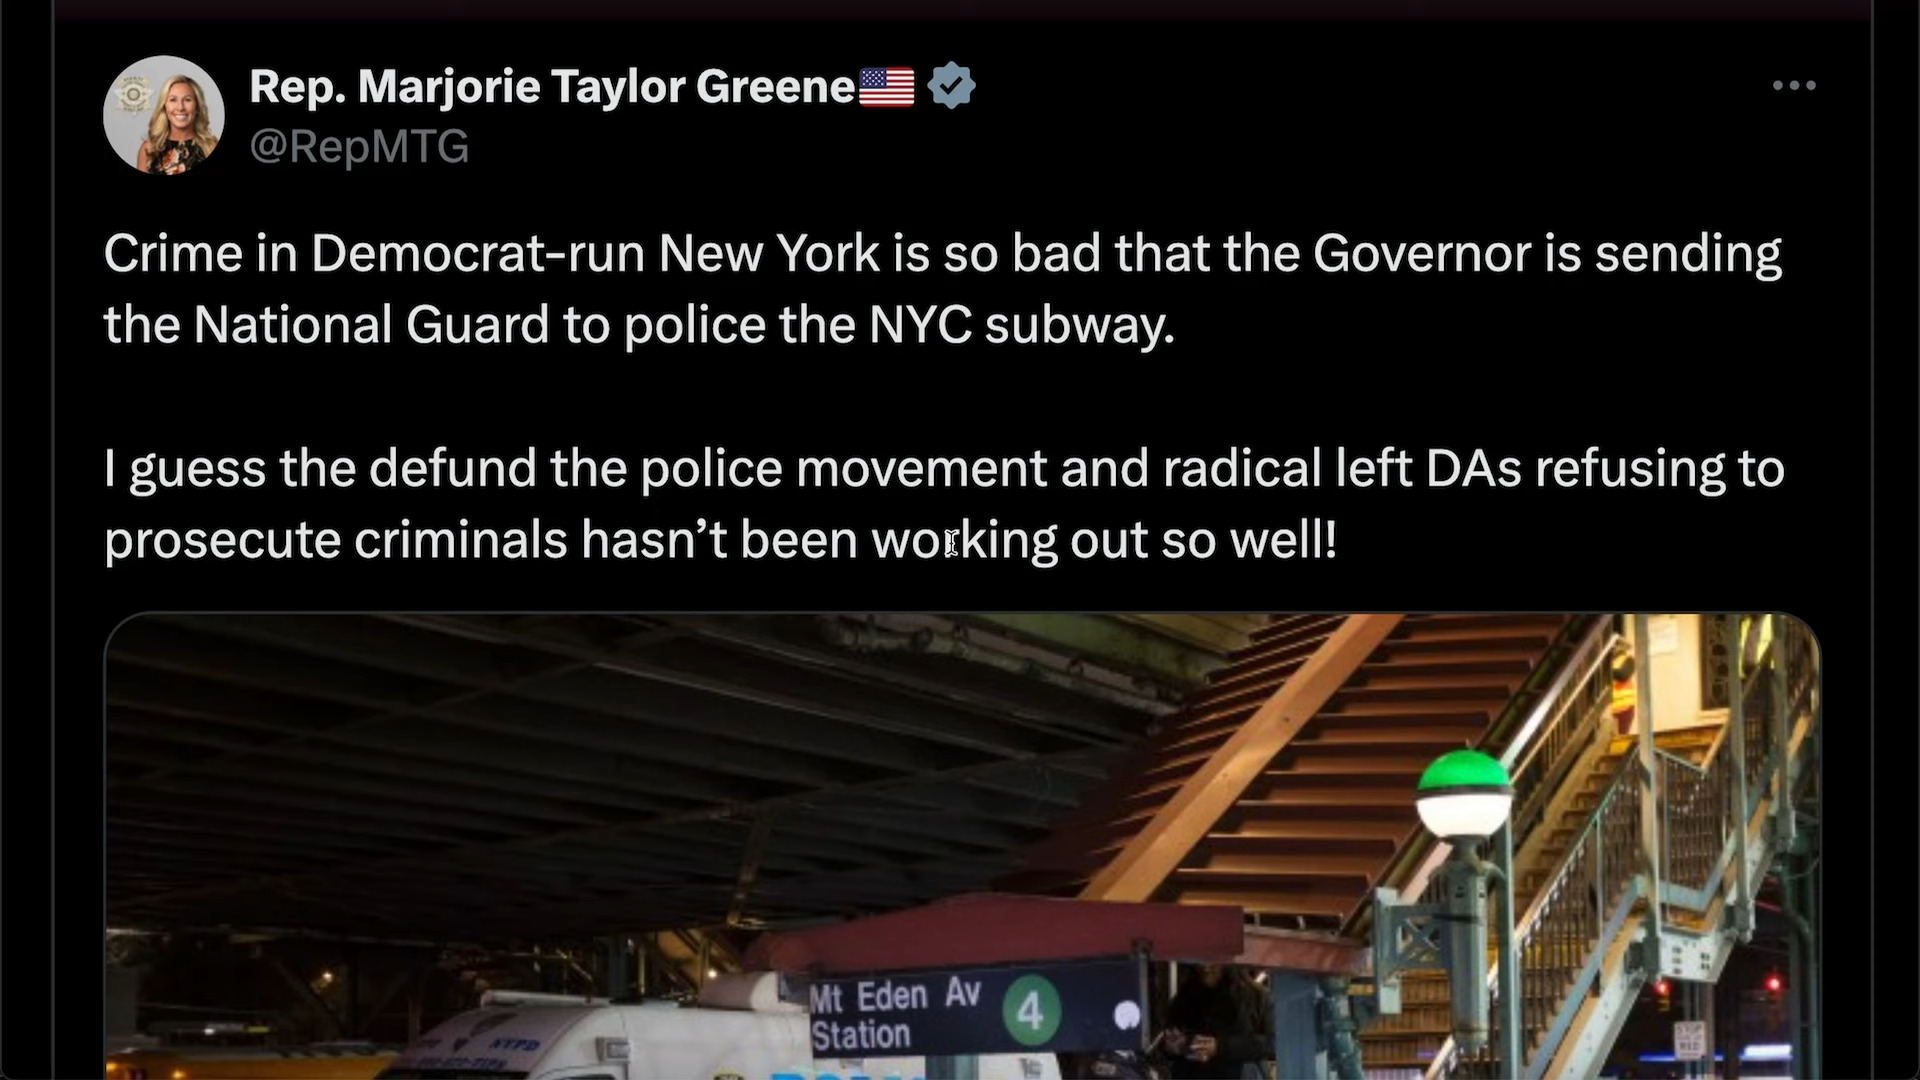 Rep. Marjorie Taylor Greene
@RepMTG
Crime in Democrat-run New York is so bad that the Governor is sending
the National Guard to police the NYC subway.
I guess the defund the police movement and radical left DAs refusing to
prosecute criminals hasn’t been working out so well!
Mt Eden Av
Station
4
NYPD